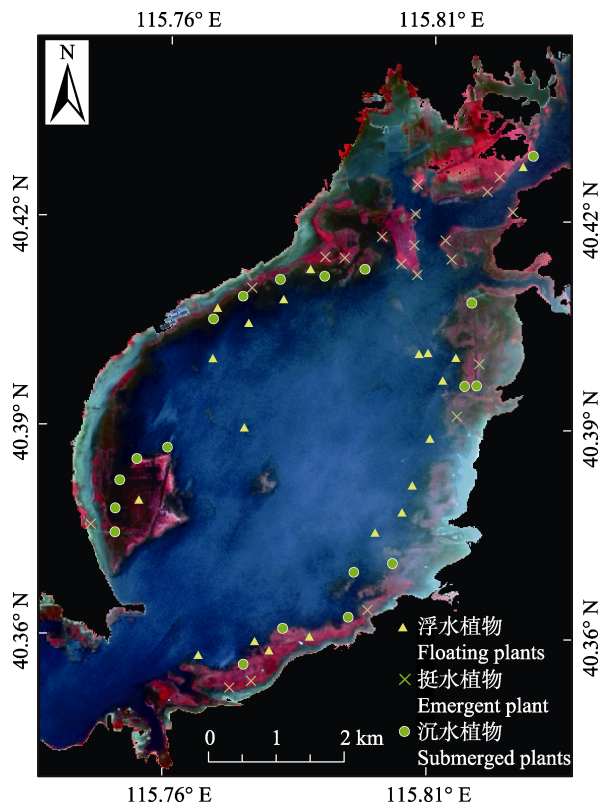 115.76° E 115.81° E
N
40.42° N 40.42° N
40.39° N 40.39° N
40.36° N 40.36° N
浮水植物
Floating plants
挺水植物
Emergent plant
沉水植物
Submerged plants
0 1 2 km
115.76° E 115.81° E